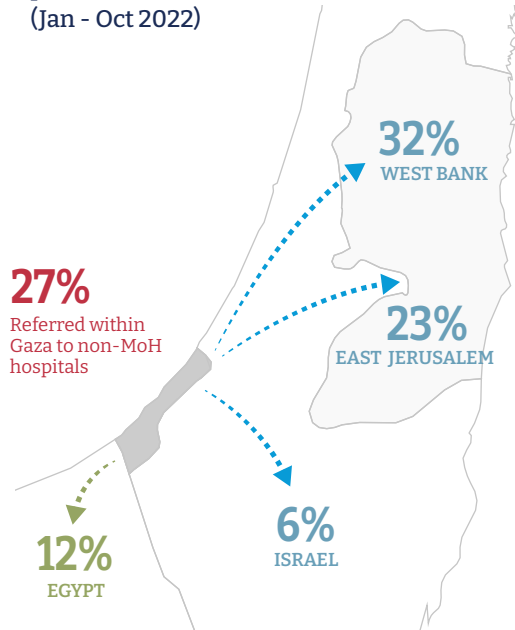 (Jan - Oct 2022)
32%
WEST BANK
27%
Referred within
Gaza to non-MoH
hospitals
23%
EAST JERUSALEM
6%
ISRAEL
12%
EGYPT